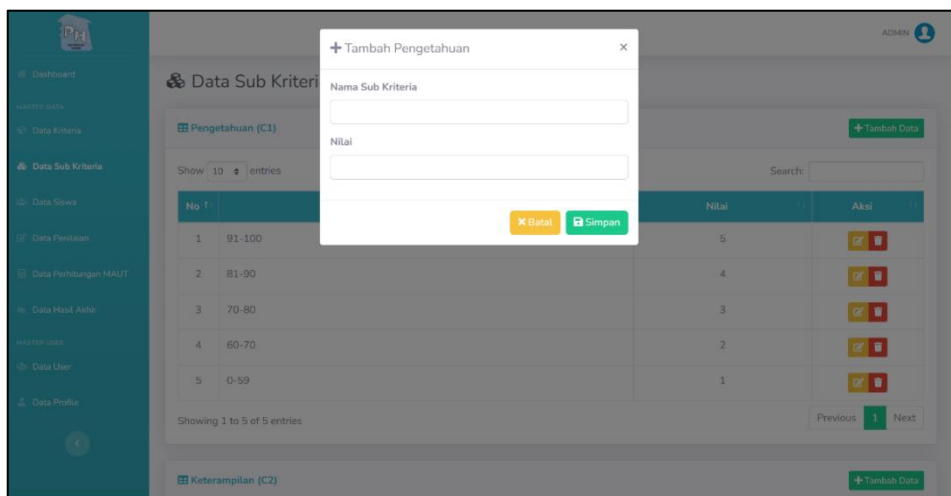 PH
ADMIN
Dashboard
MASTER DATA
Data Kriteria
Data Sub Kriteria
Data Siswa
Data Penilaian
Data Perhitungan MAUT
Data Hasil Akhir
MASTER USER
Data User
Data Profile
Data Sub Kriteri
Tambah Pengetahuan ×
Nama Sub Kriteria
Nilai
Batal Simpan
Pengetahuan (C1) Tambah Data
Show 10 entries Search:
No Nilai Aksi
1 91-100 5
2 81-90 4
3 70-80 3
4 60-70 2
5 0-59 1
Showing 1 to 5 of 5 entries Previous 1 Next
Keterampilan (C2) Tambah Data